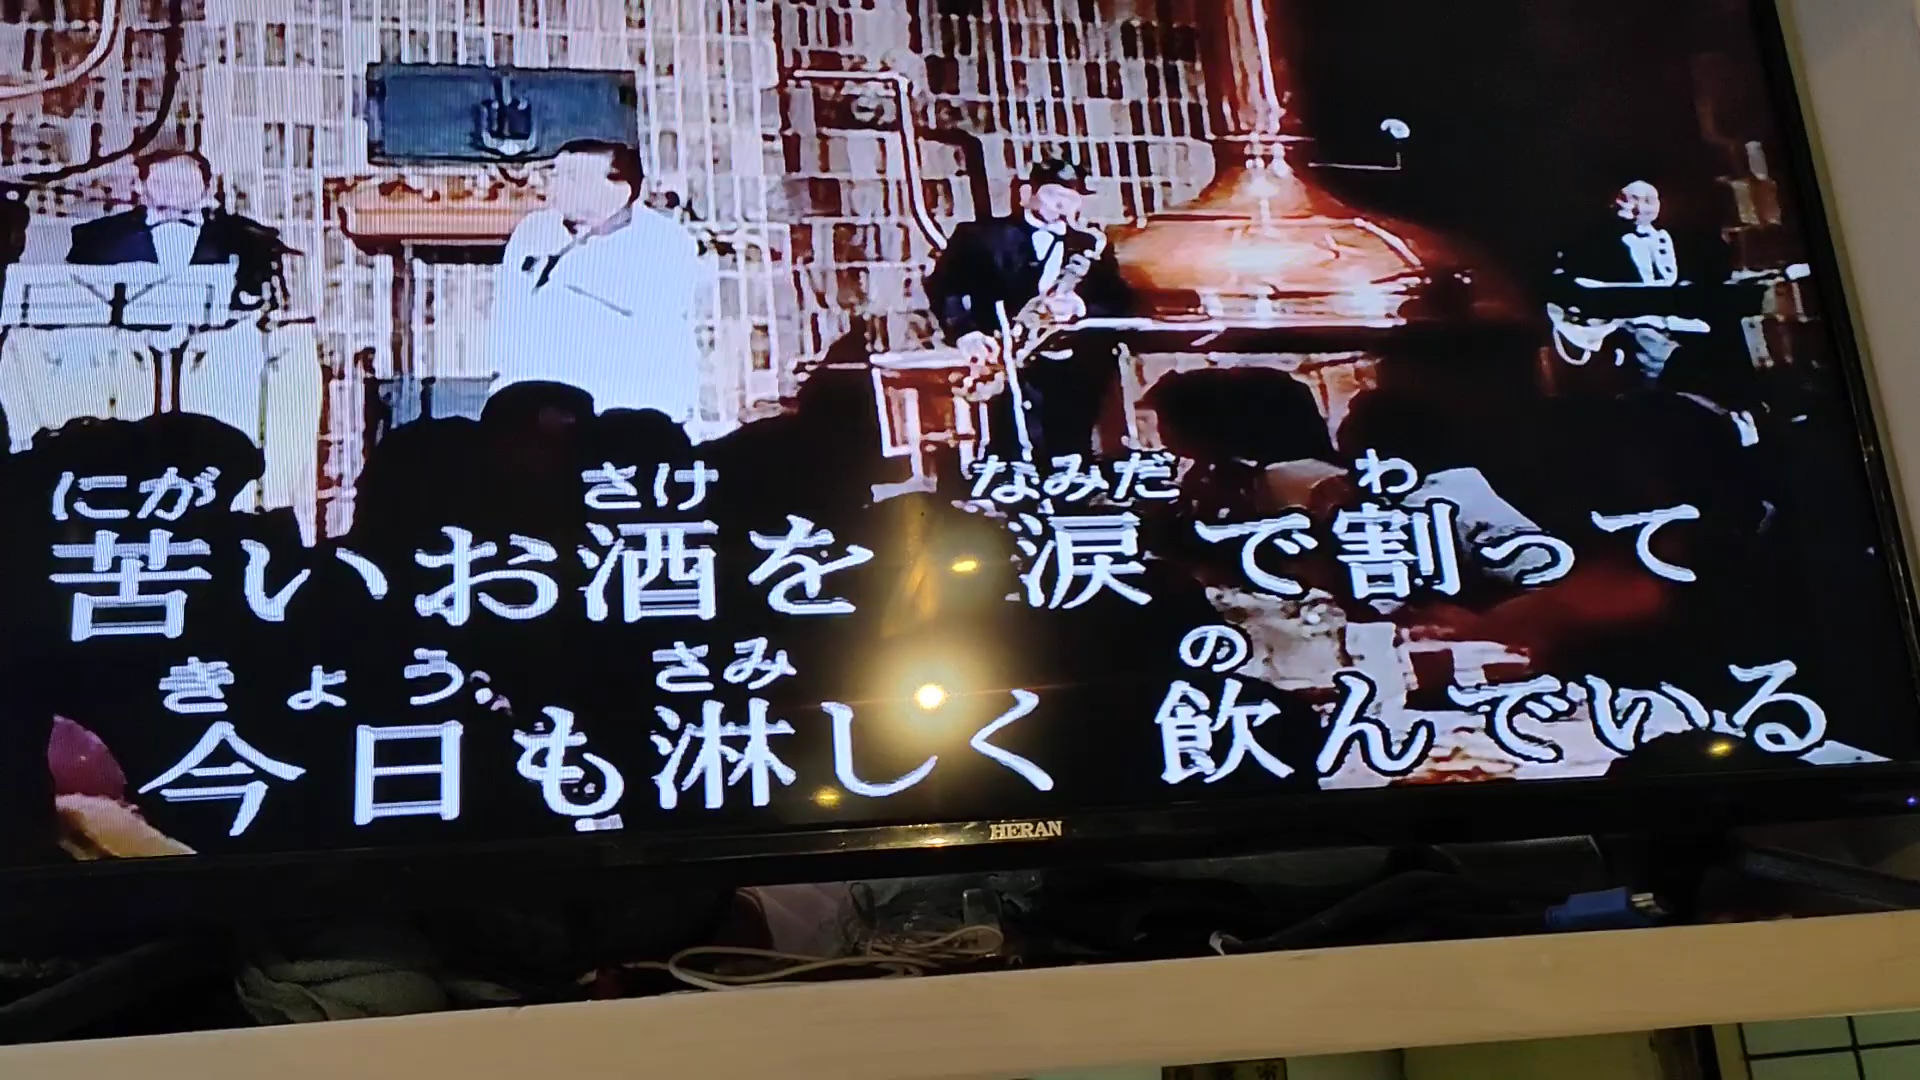 にが さけ なみだ わ
苦いお酒を 涙で割って
きょう さみ の
今日も淋しく 飲んでいる
HERAN